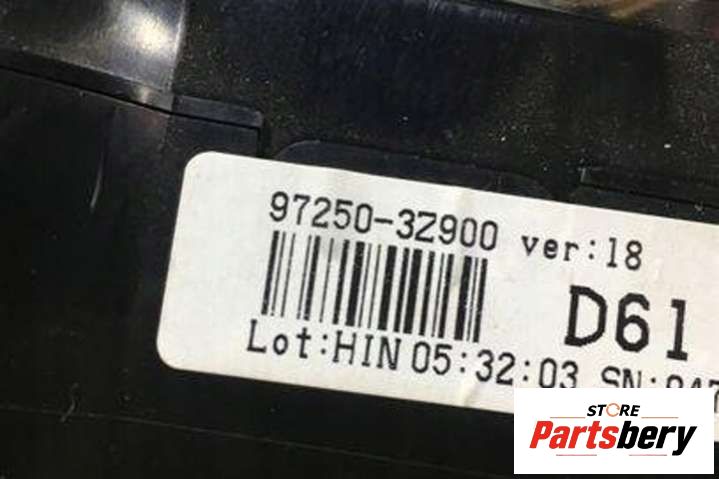 97250-3Z900 ver:18
D61
Lot:HIN 05:32:03
STORE
Partsbery